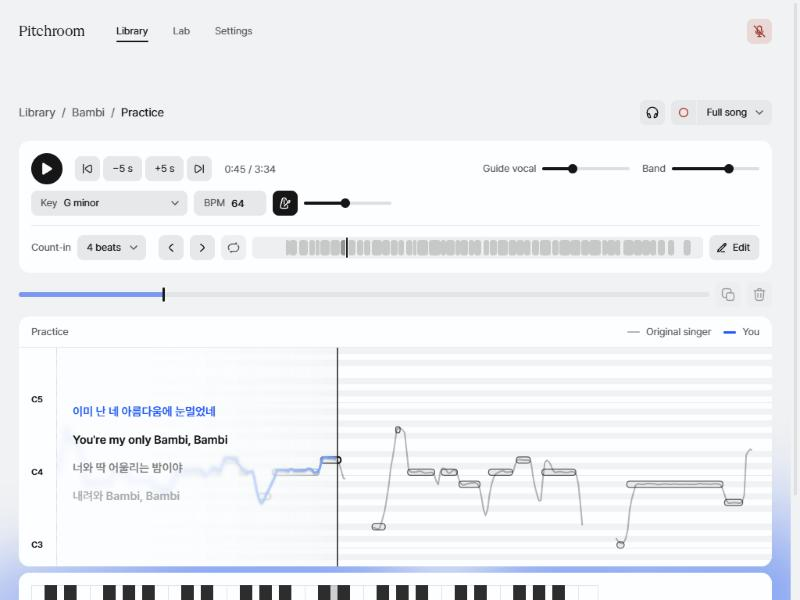 Pitchroom Library Lab Settings
Library / Bambi / Practice Full song
−5 s +5 s 0:45 / 3:34 Guide vocal Band
Key G minor BPM 64
Count-in 4 beats Edit
Practice Original singer You
C5
이미 난 네 아름다움에 눈멀었네
You're my only Bambi, Bambi
C4
너와 딱 어울리는 밤이야
내려와 Bambi, Bambi
C3